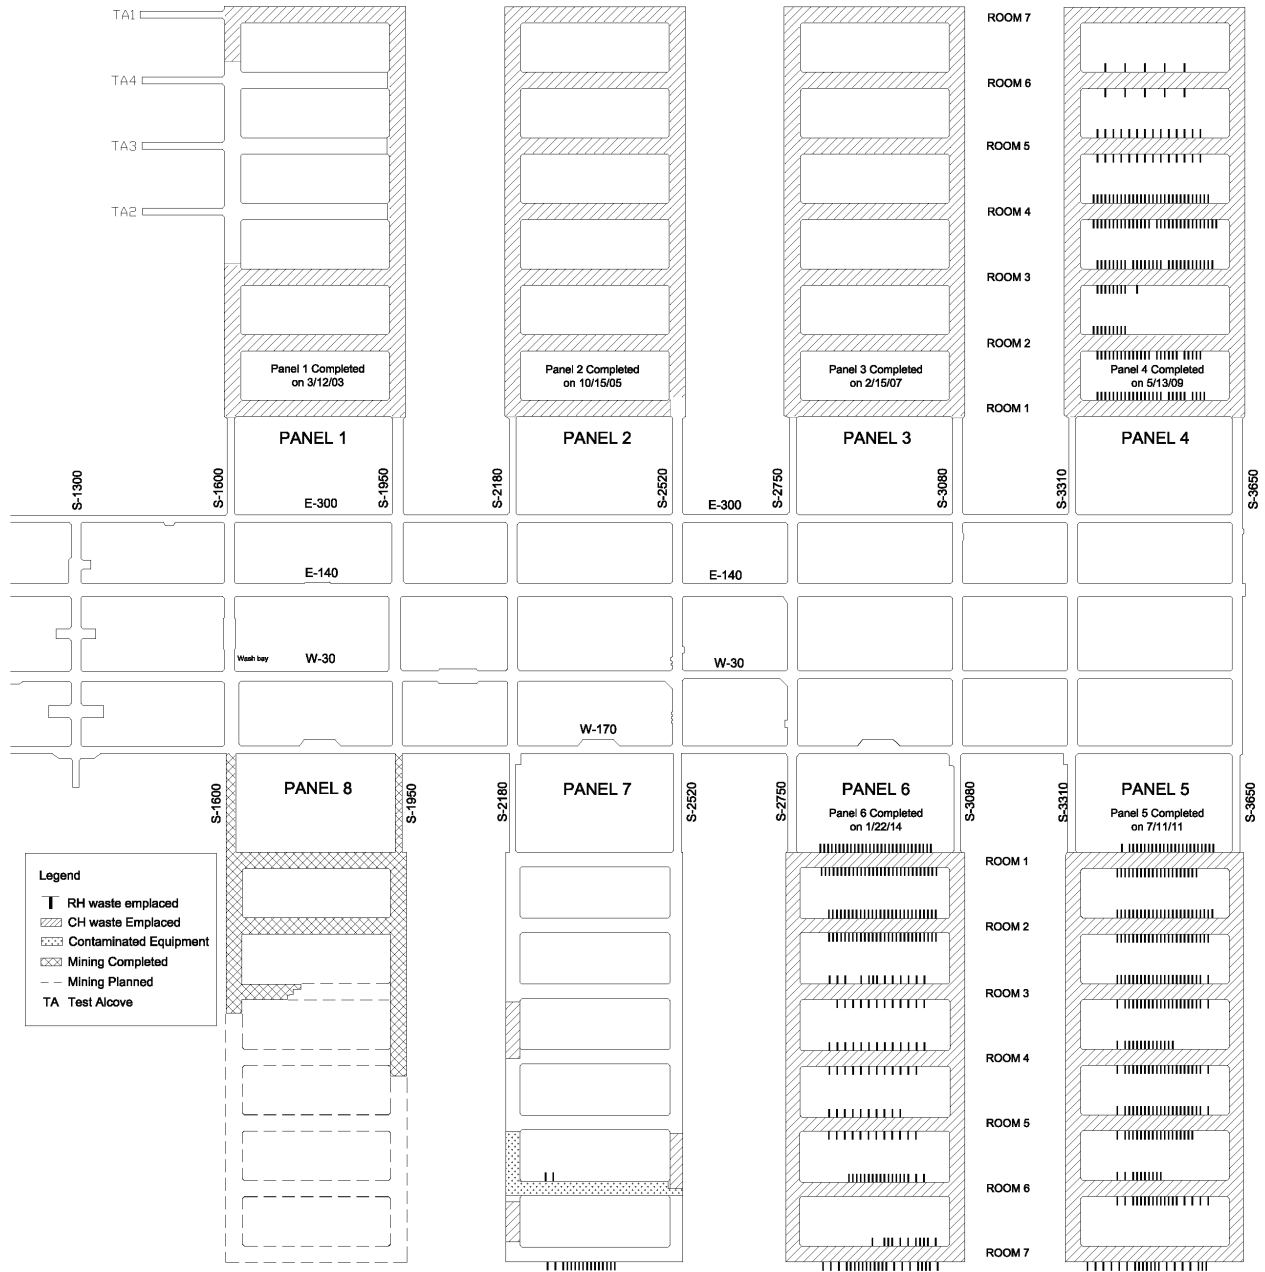 TA1
ROOM 7
TA4
ROOM 6
TA3
ROOM 5
TA2
ROOM 4
ROOM 3
ROOM 2
Panel 1 Completed
on 3/12/03
Panel 2 Completed
on 10/15/05
Panel 3 Completed
on 2/15/07
Panel 4 Completed
on 5/13/09
ROOM 1
PANEL 1
PANEL 2
PANEL 3
PANEL 4
S-1300
S-1600
S-1950
S-2180
S-2520
S-2750
S-3080
S-3310
S-3650
E-300
E-300
E-140
E-140
Wash bay
W-30
W-30
W-170
S-1600
PANEL 8
S-1950
S-2180
PANEL 7
S-2520
S-2750
PANEL 6
Panel 6 Completed
on 1/22/14
S-3080
S-3310
PANEL 5
Panel 5 Completed
on 7/11/11
S-3650
ROOM 1
ROOM 2
ROOM 3
ROOM 4
ROOM 5
ROOM 6
ROOM 7
Legend
RH waste emplaced
CH waste Emplaced
Contaminated Equipment
Mining Completed
Mining Planned
TA Test Alcove